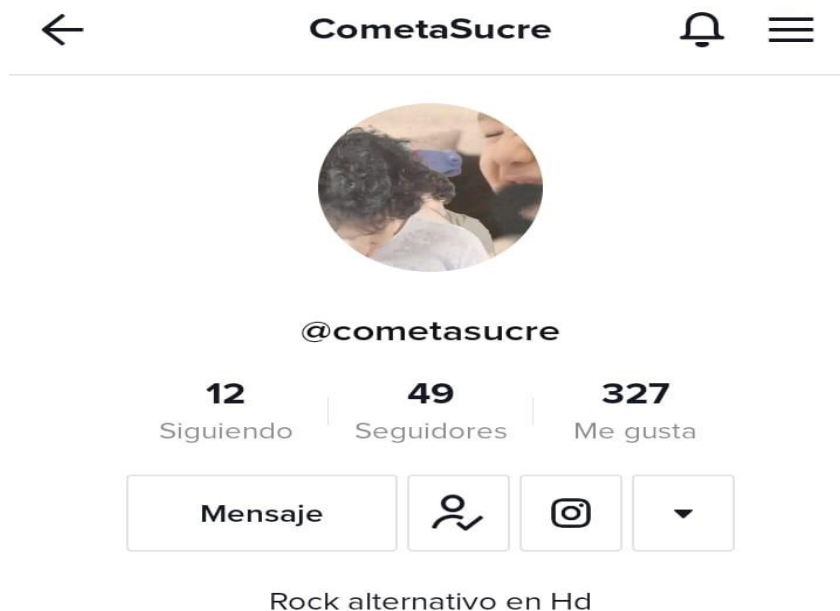 CometaSucre
@cometasucre
12 49 327
Siguiendo Seguidores Me gusta
Mensaje
Rock alternativo en Hd